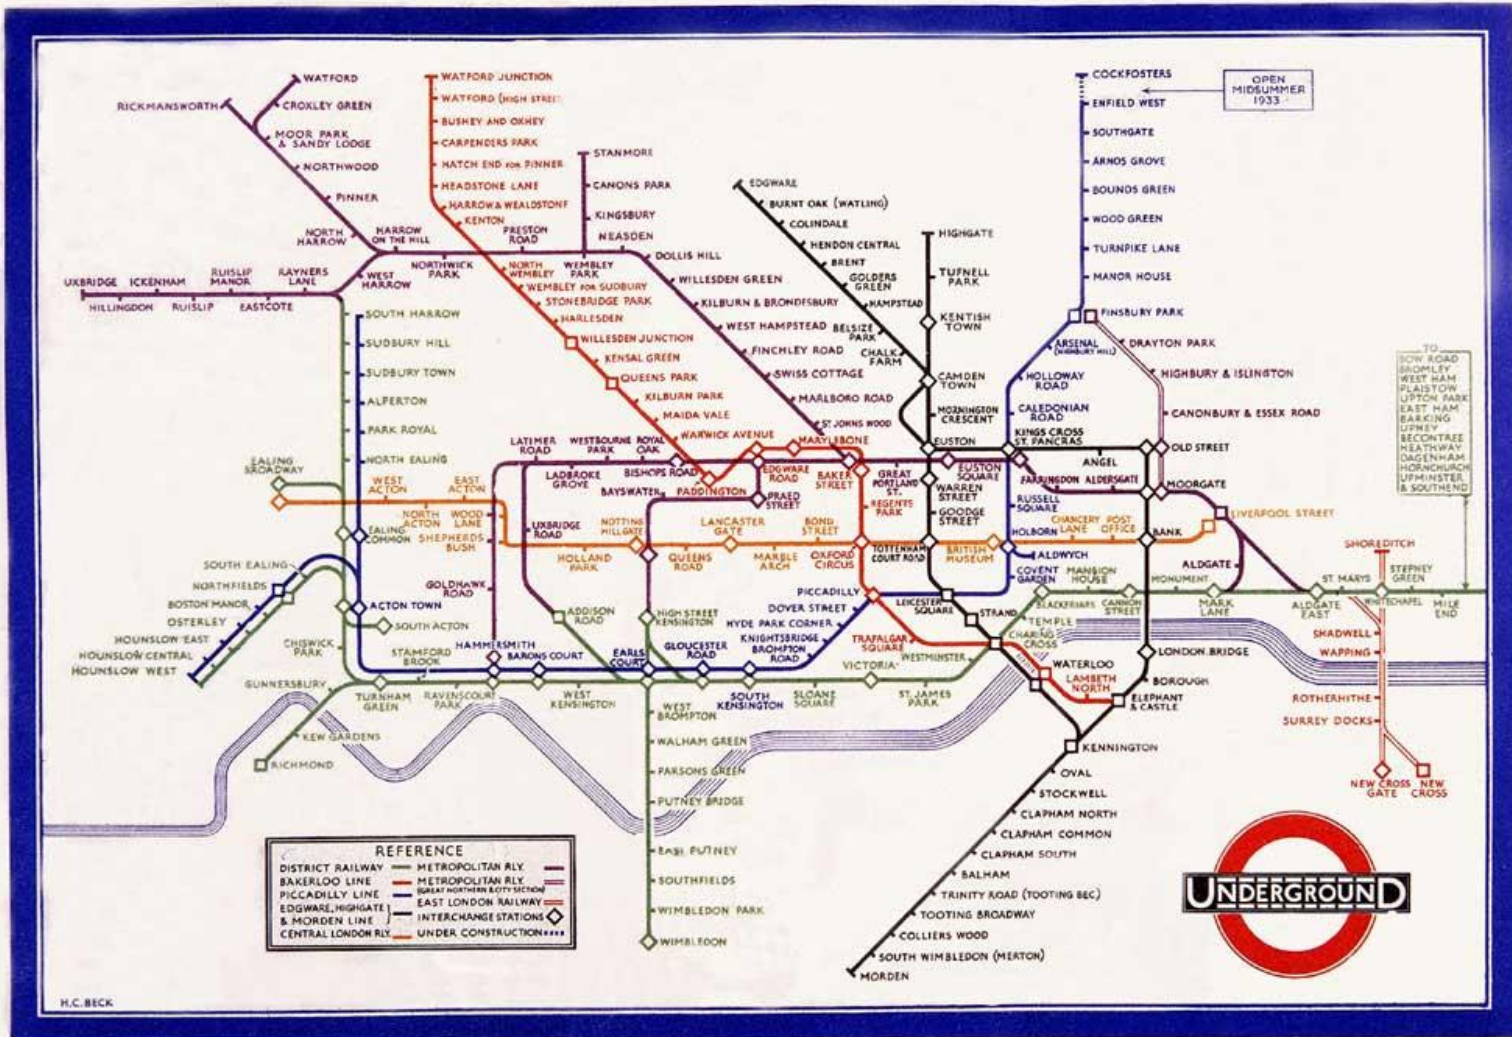 WATFORD
CROXLEY GREEN
RICKMANSWORTH
MOOR PARK
& SANDY LODGE
NORTHWOOD
PINNER
NORTH
HARROW
HARROW
ON THE HILL
NORTHWICK
PARK
PRESTON
ROAD
WEMBLEY
PARK
NEASDEN
KINGSBURY
CANONS PARK
STANMORE
DOLLIS HILL
WILLESDEN GREEN
KILBURN & BRONDESBURY
WEST HAMPSTEAD
FINCHLEY ROAD
SWISS COTTAGE
MARLBORO ROAD
ST JOHNS WOOD
UXBRIDGE
ICKENHAM
RUISLIP
MANOR
RAYNERS
LANE
WEST
HARROW
HILLINGDON
RUISLIP
EASTCOTE
WATFORD JUNCTION
WATFORD (HIGH STREET
BUSHEY AND OXHEY
CARPENDERS PARK
HATCH END FOR PINNER
HEADSTONE LANE
HARROW & WEALDSTONE
KENTON
NORTH
WEMBLEY
WEMBLEY FOR SUDBURY
STONEBRIDGE PARK
HARLESDEN
WILLESDEN JUNCTION
KENSAL GREEN
QUEENS PARK
KILBURN PARK
MAIDA VALE
WARWICK AVENUE
PADDINGTON
EDGWARE
ROAD
MARYLEBONE
BAKER
STREET
REGENTS
PARK
OXFORD
CIRCUS
PICCADILLY
TRAFALGAR
SQUARE
CHARING
CROSS
WATERLOO
LAMBETH
NORTH
ELEPHANT
& CASTLE
EDGWARE
BURNT OAK (WATLING)
COLINDALE
HENDON CENTRAL
BRENT
GOLDERS
GREEN
HAMPSTEAD
BELSIZE
PARK
CHALK
FARM
HIGHGATE
TUFNELL
PARK
KENTISH
TOWN
CAMDEN
TOWN
MORNINGTON
CRESCENT
EUSTON
WARREN
STREET
GOODGE
STREET
TOTTENHAM
COURT ROAD
LEICESTER
SQUARE
STRAND
KINGS CROSS
ST. PANCRAS
ANGEL
OLD STREET
MOORGATE
BANK
LONDON BRIDGE
BOROUGH
KENNINGTON
OVAL
STOCKWELL
CLAPHAM NORTH
CLAPHAM COMMON
CLAPHAM SOUTH
BALHAM
TRINITY ROAD (TOOTING BEC)
TOOTING BROADWAY
COLLIERS WOOD
SOUTH WIMBLEDON (MERTON)
MORDEN
COCKFOSTERS
OPEN
MIDSUMMER
1933
ENFIELD WEST
SOUTHGATE
ARNOS GROVE
BOUNDS GREEN
WOOD GREEN
TURNPIKE LANE
MANOR HOUSE
FINSBURY PARK
ARSENAL
(HIGHBURY HILL)
HOLLOWAY
ROAD
CALEDONIAN
ROAD
RUSSELL
SQUARE
HOLBORN
ALDWYCH
COVENT
GARDEN
DOVER STREET
HYDE PARK CORNER
KNIGHTSBRIDGE
BROMPTON
ROAD
SOUTH
KENSINGTON
GLOUCESTER
ROAD
EARLS
COURT
BARONS COURT
HAMMERSMITH
DRAYTON PARK
HIGHBURY & ISLINGTON
CANONBURY & ESSEX ROAD
SOUTH HARROW
SUDBURY HILL
SUDBURY TOWN
ALPERTON
PARK ROYAL
NORTH EALING
EALING
COMMON
ACTON TOWN
SOUTH ACTON
EALING
BROADWAY
SOUTH EALING
NORTHFIELDS
BOSTON MANOR
OSTERLEY
HOUNSLOW EAST
HOUNSLOW CENTRAL
HOUNSLOW WEST
CHISWICK
PARK
GUNNERSBURY
KEW GARDENS
RICHMOND
TURNHAM
GREEN
STAMFORD
BROOK
RAVENSCOURT
PARK
WEST
KENSINGTON
WEST
ACTON
EAST
ACTON
NORTH
ACTON
WOOD
LANE
SHEPHERDS
BUSH
HOLLAND
PARK
NOTTING
HILL GATE
QUEENS
ROAD
LANCASTER
GATE
MARBLE
ARCH
BOND
STREET
BRITISH
MUSEUM
CHANCERY
LANE
POST
OFFICE
LIVERPOOL STREET
LATIMER
ROAD
LADBROKE
GROVE
WESTBOURNE
PARK
ROYAL
OAK
BISHOPS ROAD
BAYSWATER
PRAED
STREET
GREAT
PORTLAND
ST.
EUSTON
SQUARE
FARRINGDON
ALDERSGATE
ALDGATE
UXBRIDGE
ROAD
GOLDHAWK
ROAD
ADDISON
ROAD
HIGH STREET
KENSINGTON
SLOANE
SQUARE
VICTORIA
ST. JAMES
PARK
WESTMINSTER
TEMPLE
BLACKFRIARS
MANSION
HOUSE
CANNON
STREET
MONUMENT
MARK
LANE
ALDGATE
EAST
ST. MARYS
WHITECHAPEL
STEPNEY
GREEN
MILE
END
TO
BOW ROAD
BROMLEY
WEST HAM
PLAISTOW
UPTON PARK
EAST HAM
BARKING
UPNEY
BECONTREE
HEATHWAY
DAGENHAM
HORNCHURCH
UPMINSTER
& SOUTHEND
SHOREDITCH
SHADWELL
WAPPING
ROTHERHITHE
SURREY DOCKS
NEW CROSS
GATE
NEW
CROSS
WEST
BROMPTON
WALHAM GREEN
PARSONS GREEN
PUTNEY BRIDGE
EAST PUTNEY
SOUTHFIELDS
WIMBLEDON PARK
WIMBLEDON
REFERENCE
DISTRICT RAILWAY
BAKERLOO LINE
PICCADILLY LINE
EDGWARE, HIGHGATE
& MORDEN LINE
CENTRAL LONDON RLY.
METROPOLITAN RLY.
METROPOLITAN RLY.
(GREAT NORTHERN & CITY SECTION)
EAST LONDON RAILWAY
INTERCHANGE STATIONS
UNDER CONSTRUCTION
UNDERGROUND
H.C. BECK